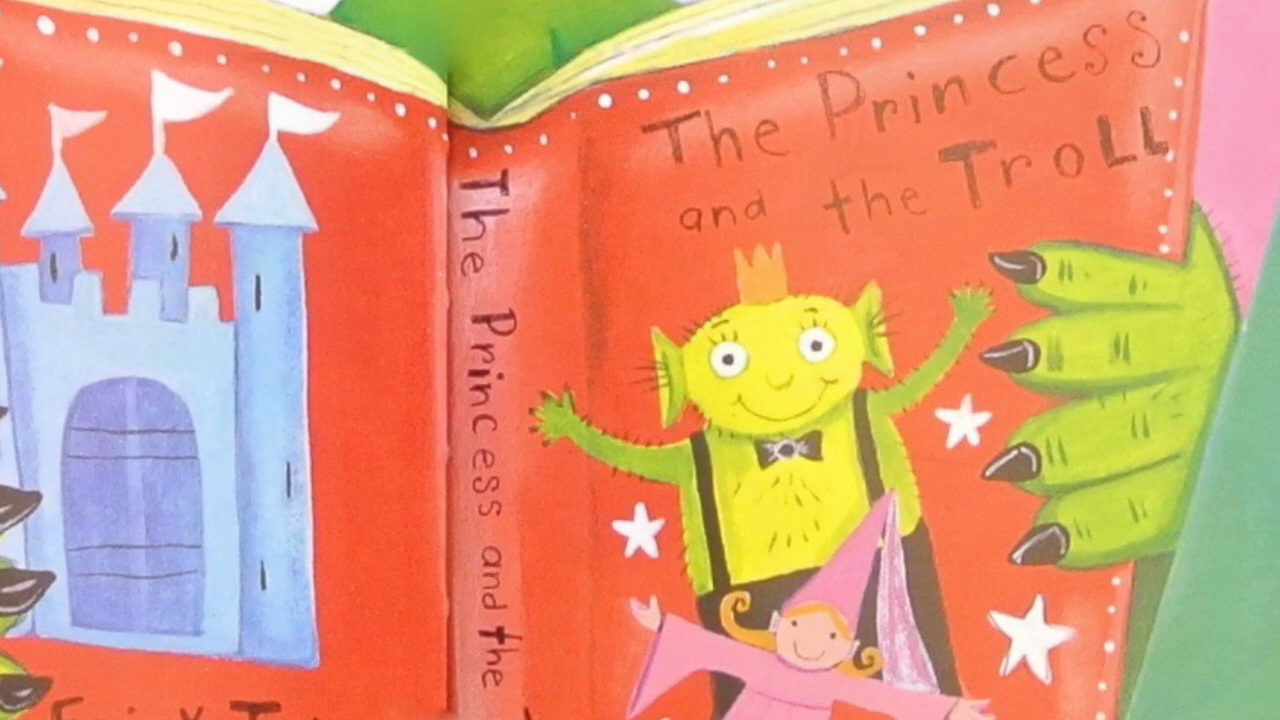 The Princess
and the Troll
The Princess and the